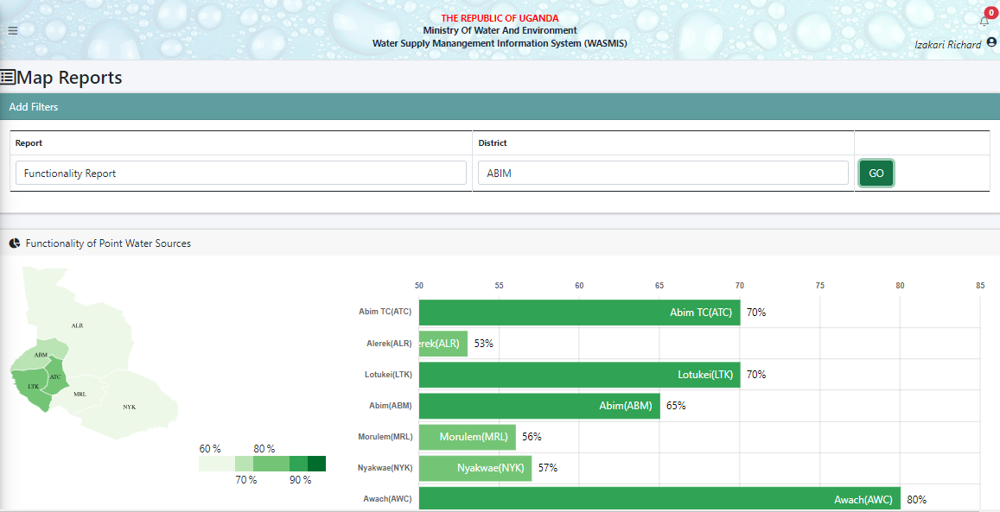 THE REPUBLIC OF UGANDA
0
Ministry Of Water And Environment
Water Supply Manangement Information System (WASMIS)
Izakari Richard
Map Reports
Add Filters
Report District
Functionality Report ABIM GO
Functionality of Point Water Sources
50 55 60 65 70 75 80 85
Abim TC(ATC) Abim TC(ATC) 70%
Alerek(ALR) erek(ALR) 53%
Lotukei(LTK) Lotukei(LTK) 70%
Abim(ABM) Abim(ABM) 65%
Morulem(MRL) Morulem(MRL) 56%
Nyakwae(NYK) Nyakwae(NYK) 57%
Awach(AWC) Awach(AWC) 80%
ALR
ABM
ATC
LTK
MRL
NYK
60 % 80 %
70 % 90 %